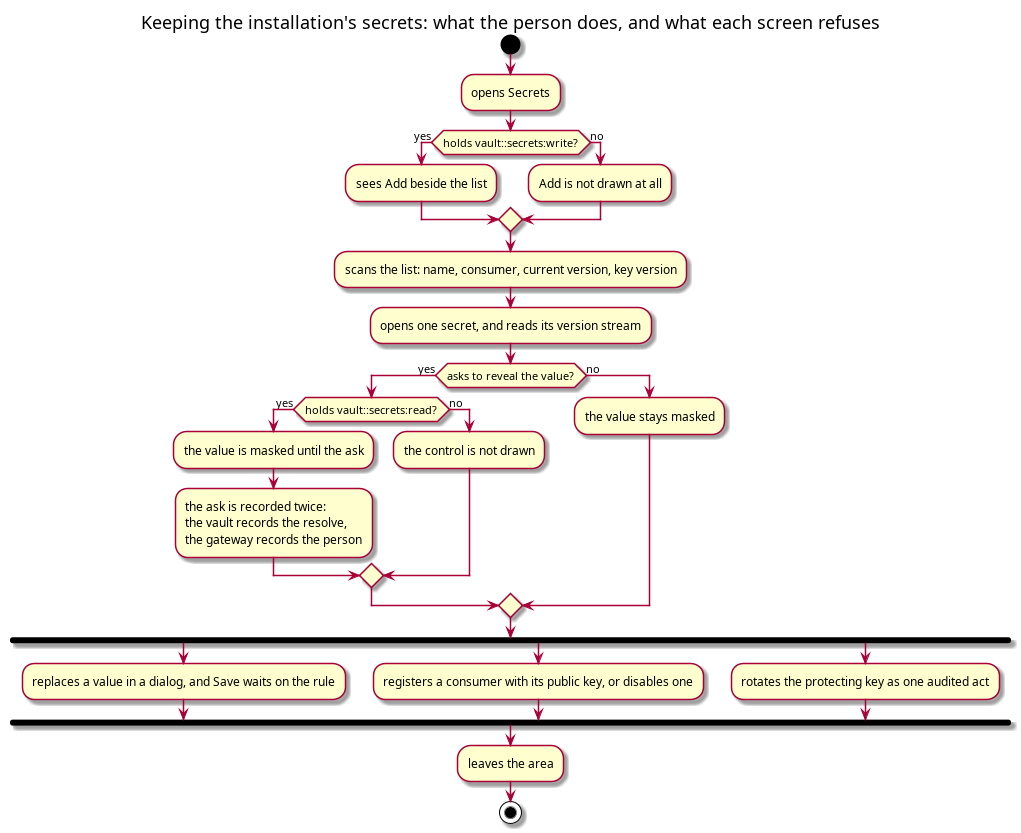 Keeping the installation's secrets: what the person does, and what each screen refuses
opens Secrets
holds vault::secrets:write?
yes
no
sees Add beside the list
Add is not drawn at all
scans the list: name, consumer, current version, key version
opens one secret, and reads its version stream
asks to reveal the value?
yes
no
holds vault::secrets:read?
yes
no
the value is masked until the ask
the control is not drawn
the value stays masked
the ask is recorded twice:
the vault records the resolve,
the gateway records the person
replaces a value in a dialog, and Save waits on the rule
registers a consumer with its public key, or disables one
rotates the protecting key as one audited act
leaves the area